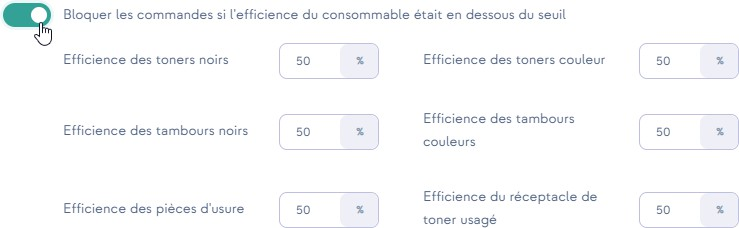 Bloquer les commandes si l'efficience du consommable était en dessous du seuil
Efficience des toners noirs 50 % Efficience des toners couleur 50 %
Efficience des tambours noirs 50 % Efficience des tambours
couleurs 50 %
Efficience des pièces d'usure 50 % Efficience du réceptacle de
toner usagé 50 %